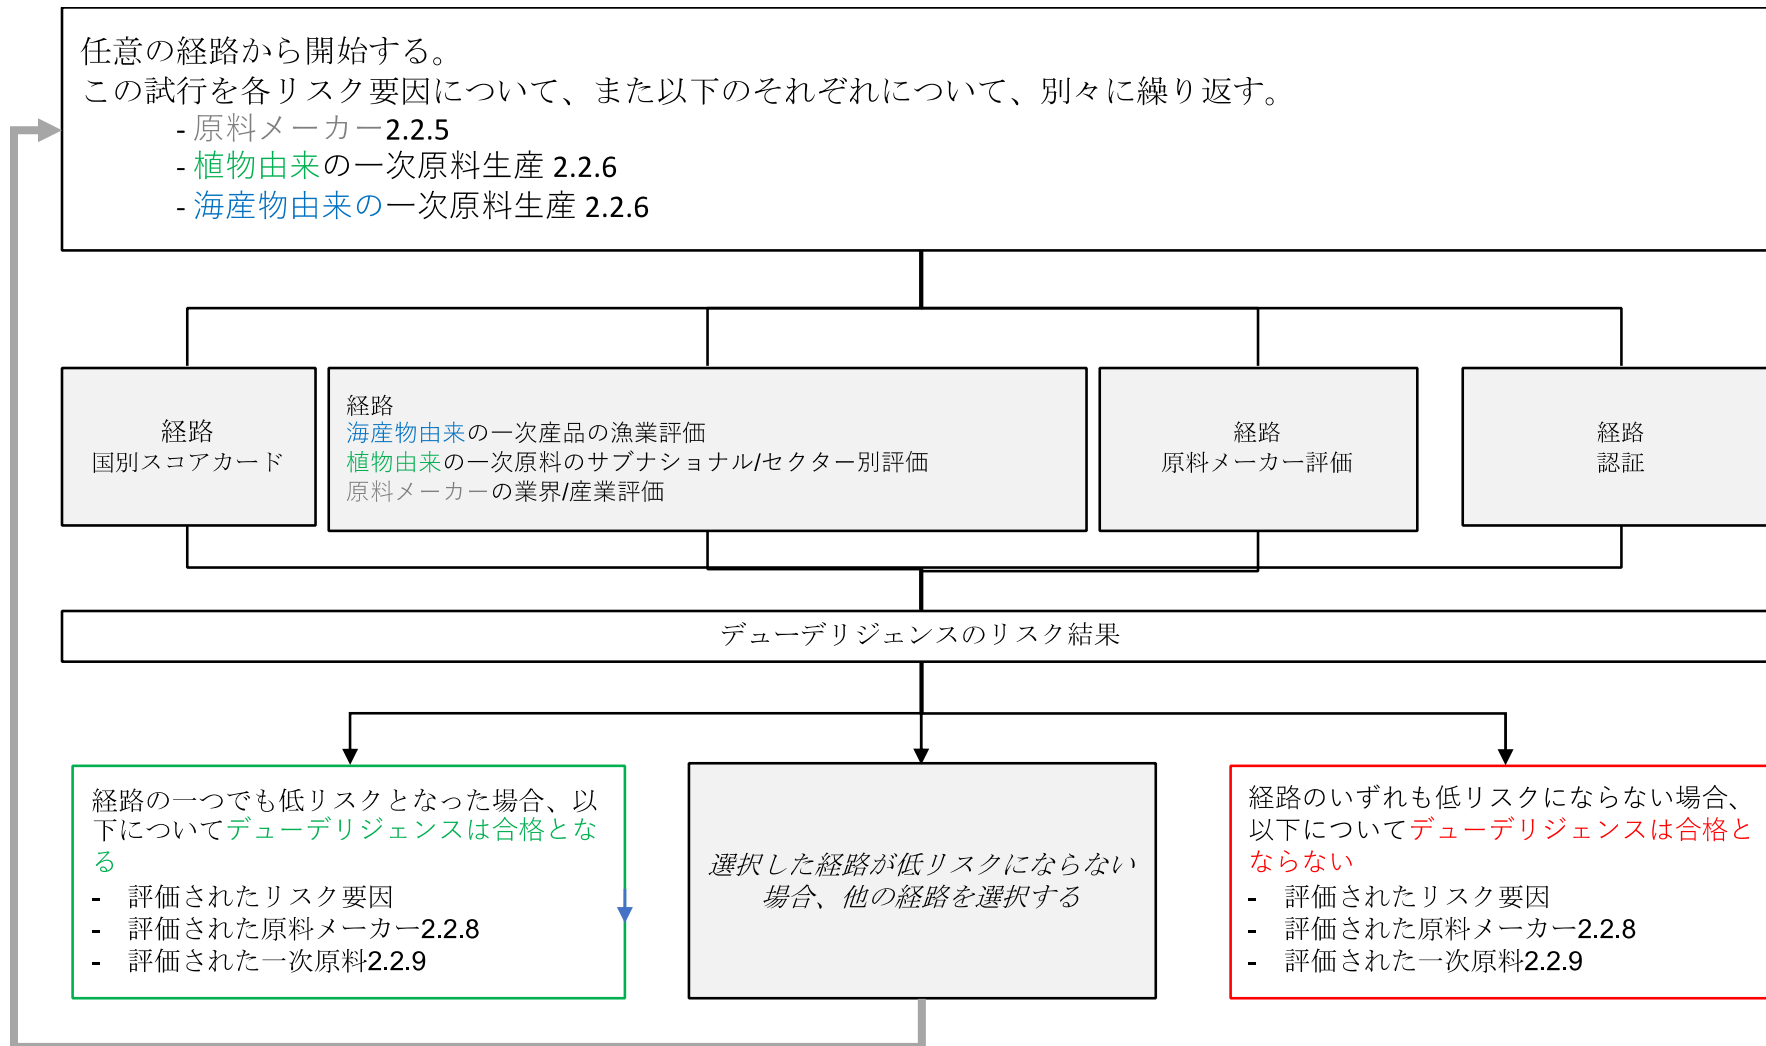 任意の経路から開始する。
この試行を各リスク要因について、また以下のそれぞれについて、別々に繰り返す。
- 原料メーカー2.2.5
- 植物由来の一次原料生産 2.2.6
- 海産物由来の一次原料生産 2.2.6
経路
国別スコアカード
経路
海産物由来の一次産品の漁業評価
植物由来の一次原料のサブナショナル/セクター別評価
原料メーカーの業界/産業評価
経路
原料メーカー評価
経路
認証
デューデリジェンスのリスク結果
経路の一つでも低リスクとなった場合、以
下についてデューデリジェンスは合格とな
る
- 評価されたリスク要因
- 評価された原料メーカー2.2.8
- 評価された一次原料2.2.9
選択した経路が低リスクにならない
場合、他の経路を選択する
経路のいずれも低リスクにならない場合、
以下についてデューデリジェンスは合格と
ならない
- 評価されたリスク要因
- 評価された原料メーカー2.2.8
- 評価された一次原料2.2.9